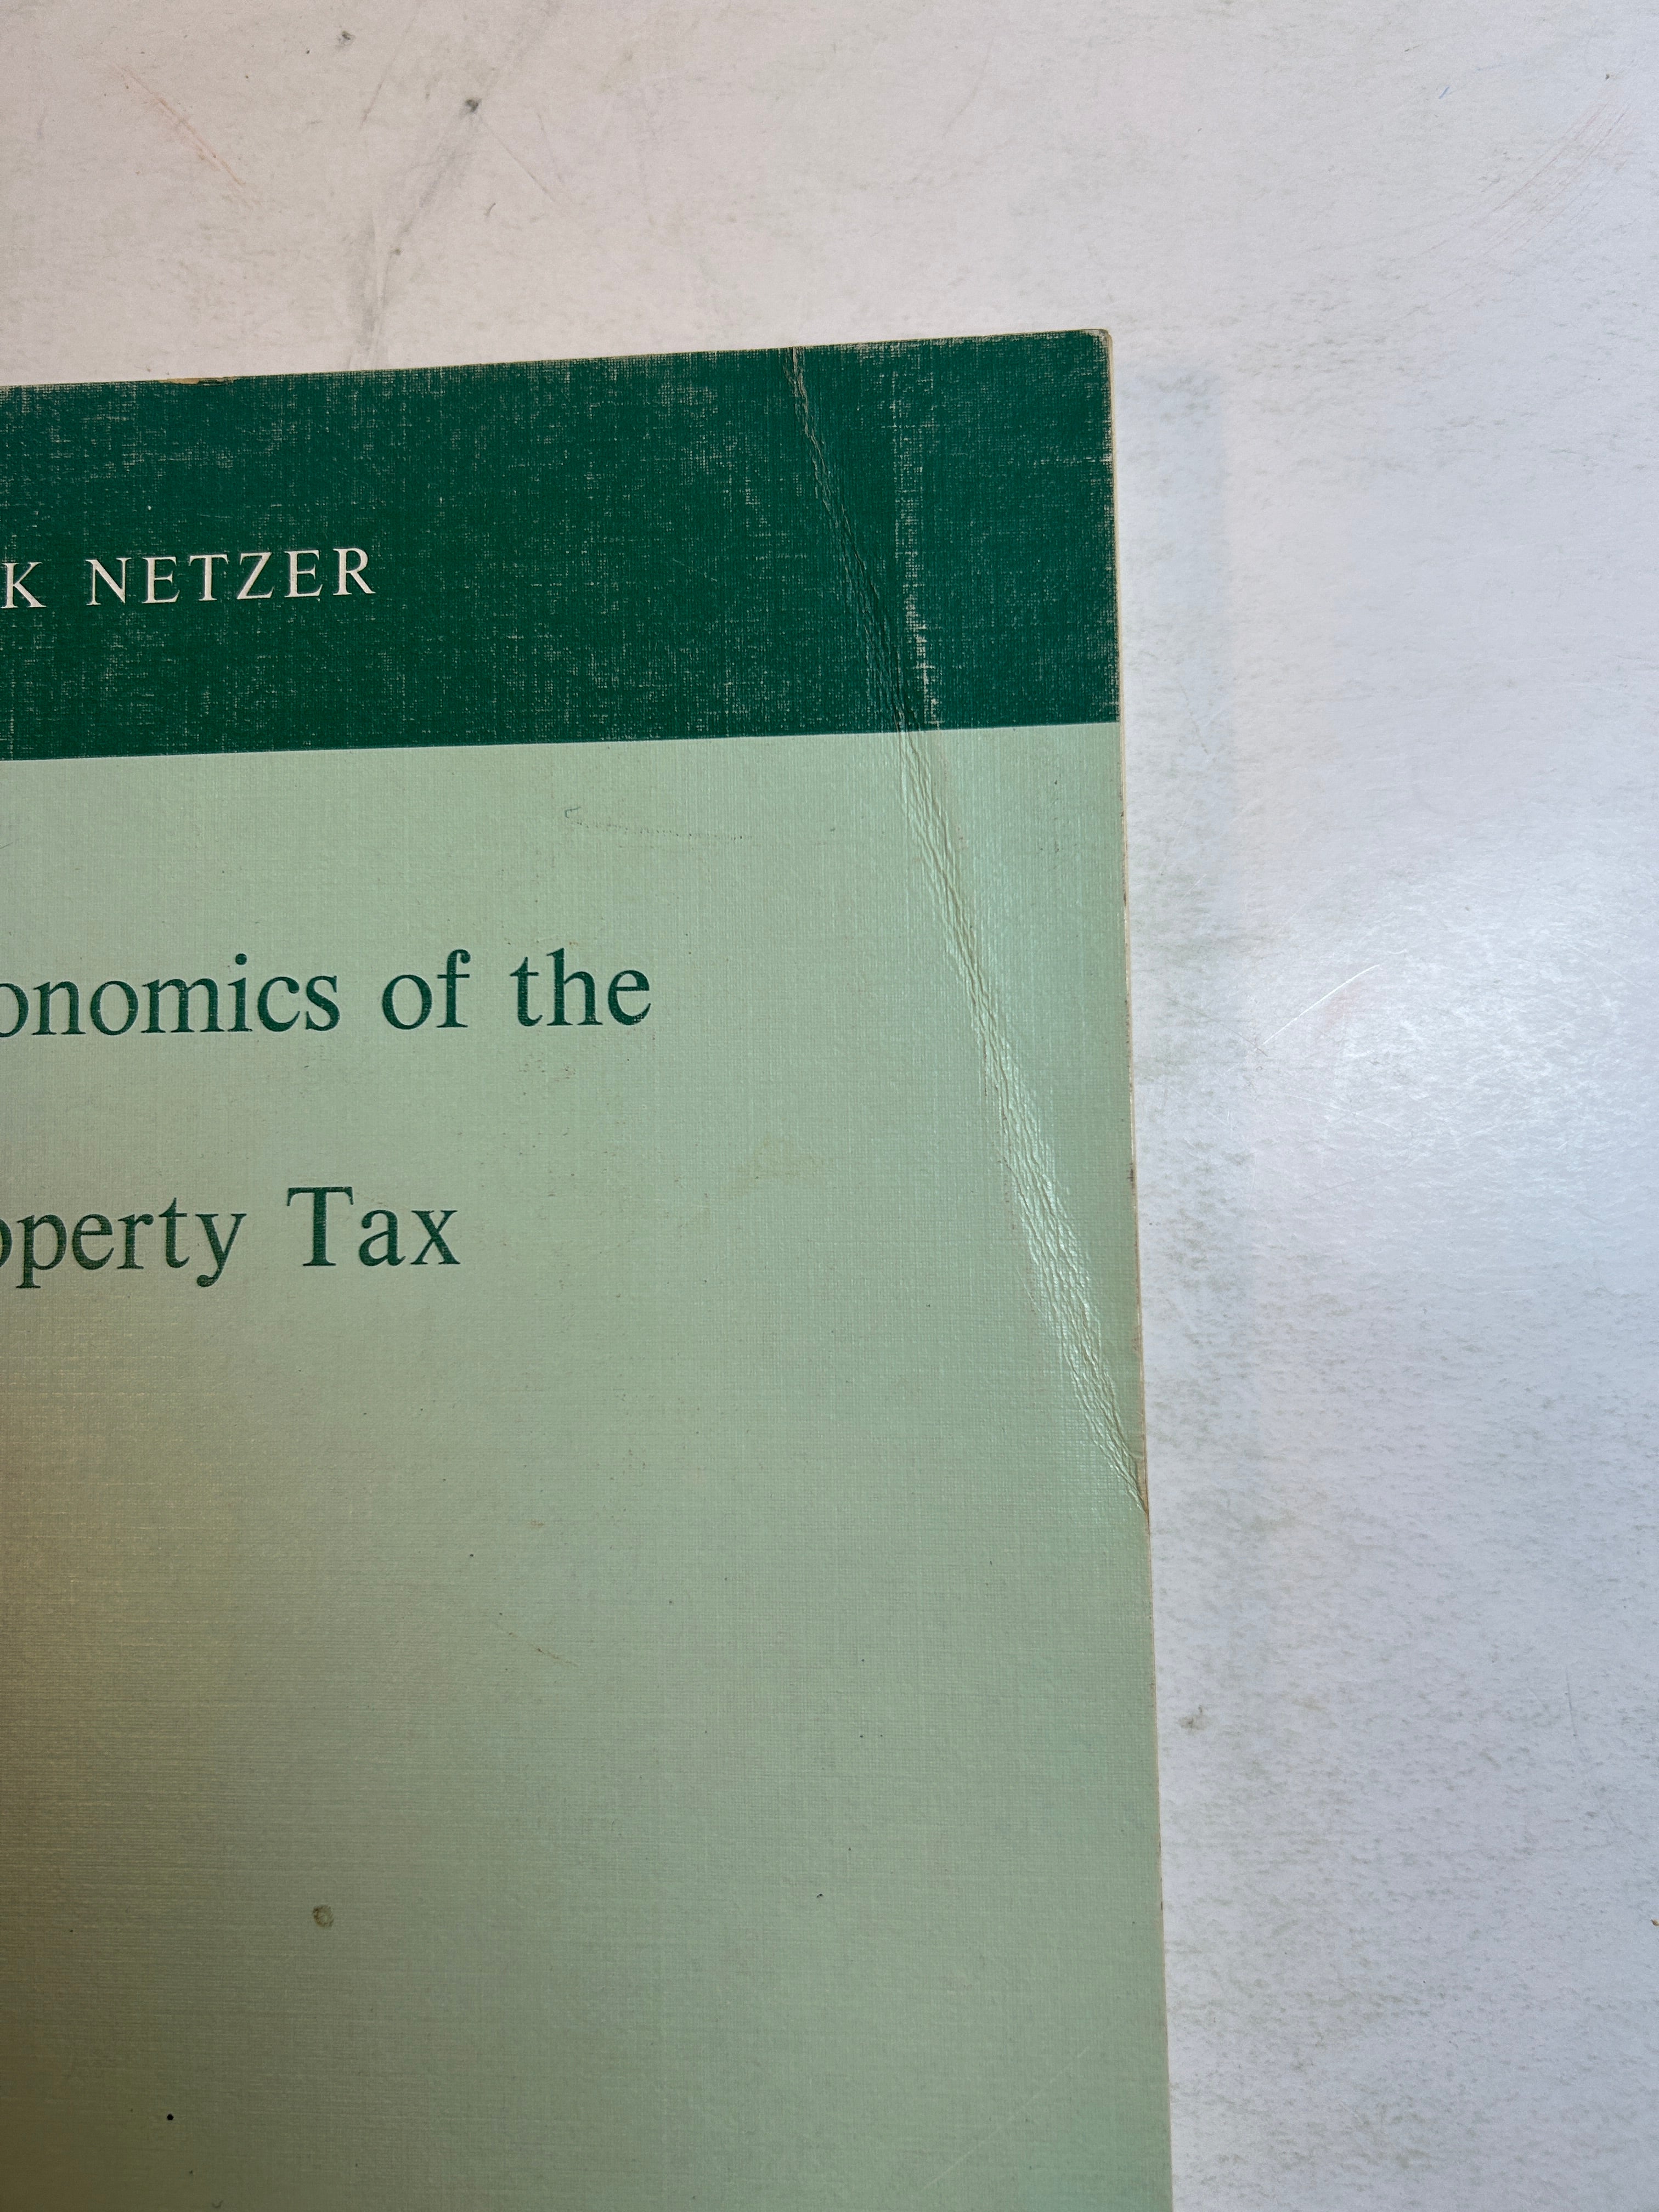 K NETZER
onomics of the
operty Tax